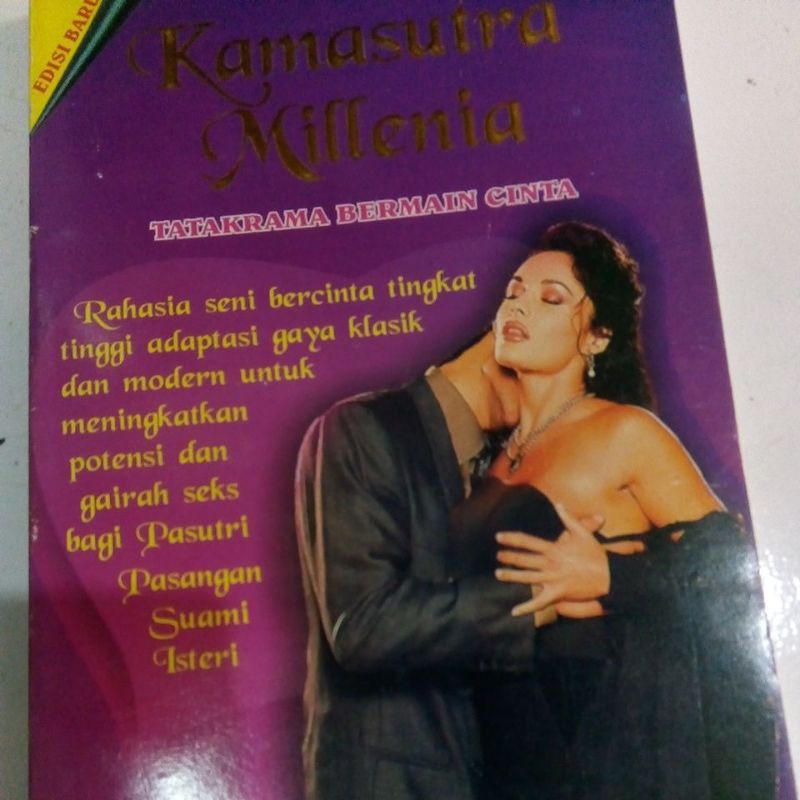 EDISI BARU
Kamasutra
Millenia
TATAKRAMA BERMAIN CINTA
Rahasia seni bercinta tingkat
tinggi adaptasi gaya klasik
dan modern untuk
meningkatkan
potensi dan
gairah seks
bagi Pasutri
Pasangan
Suami
Isteri